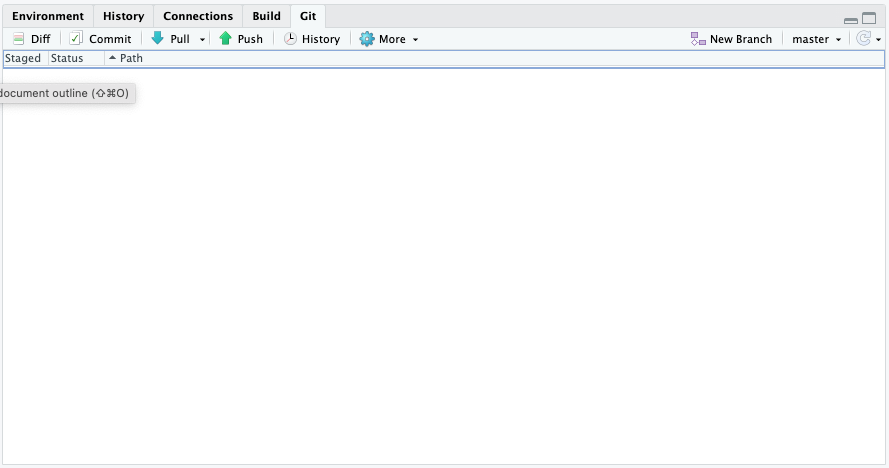 Environment History Connections Build Git
Diff Commit Pull Push History More New Branch master
Staged Status Path
document outline (⇧⌘O)